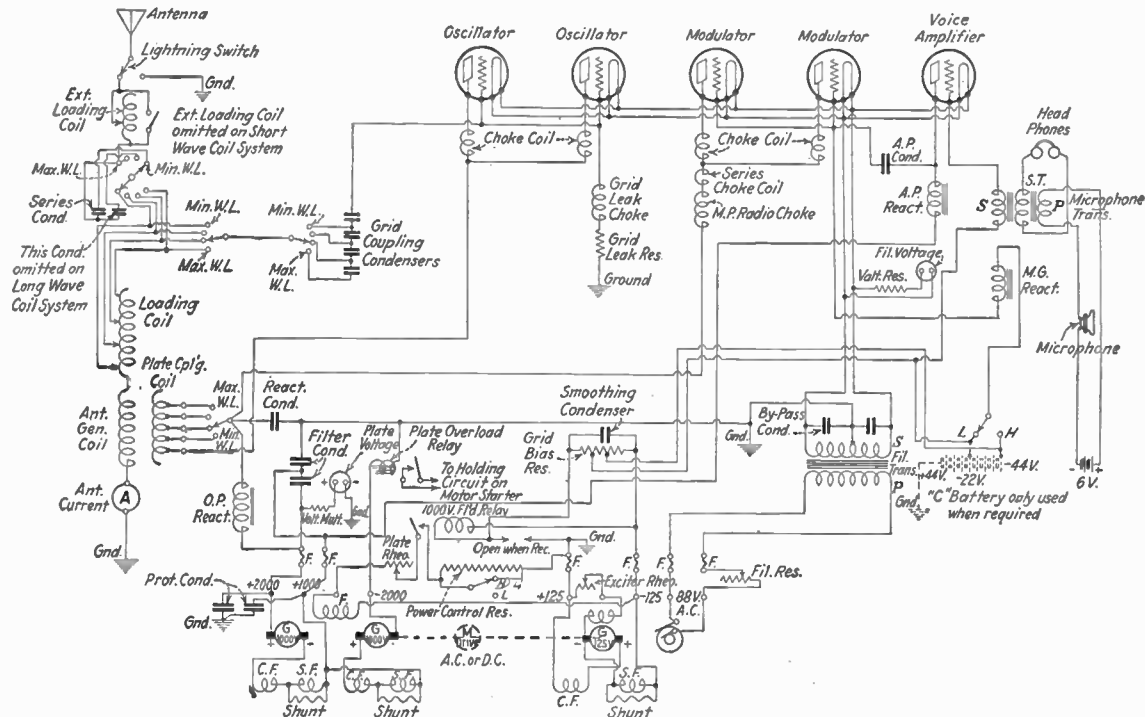 Antenna
Lightning Switch
Gnd.
Ext.
Loading
Coil
Ext. Loading Coil
omitted on Short
Wave Coil System
Max.W.L.
Min.W.L.
Series
Cond.
This Cond.
omitted on
Long Wave
Coil System
Min.W.L.
Max.W.L.
Min.W.L.
Max.
W.L.
Grid
Coupling
Condensers
Loading
Coil
Plate Cpl'g.
Coil
Max.
W.L.
Min.
W.L.
Ant.
Gen.
Coil
Ant.
Current
A
Gnd.
Oscillator
Oscillator
Modulator
Modulator
Voice
Amplifier
Choke Coil
Choke Coil
Grid
Leak
Choke
Grid
Leak Res.
Ground
Series
Choke Coil
M.P. Radio Choke
A.P.
Cond.
A.P.
React.
Head
Phones
S
S.T.
P
Microphone
Trans.
Fil.Voltage
Volt. Res.
M.G.
React.
Microphone
React.
Cond.
Filter
Cond.
Plate
Voltage
Plate Overload
Relay
Smoothing
Condenser
Grid
Bias
Res.
To Holding
Circuit on
Motor Starter
1000V. F'l'd. Relay
Volt. Mult.
Gnd.
Plate
Rheo.
Open when Rec.
Gnd.
By-Pass
Cond.
Gnd.
S
Fil.
Trans.
P
L
H
+44V.
-22V.
-44V.
Gnd.
"C" Battery only used
when required
6V.
O.P.
React.
F.
F.
F.
F.
F.
F.
Fil. Res.
Prot. Cond.
+2000
+1000
Gnd.
F.
-2000
H
L
Power Control Res.
+125
Exciter Rheo.
-125
88V.
A.C.
G
1000V
G
1000V
M
Drive
A.C. or D.C.
G
125V
C.F.
S.F.
Shunt
C.F.
S.F.
Shunt
C.F.
S.F.
Shunt